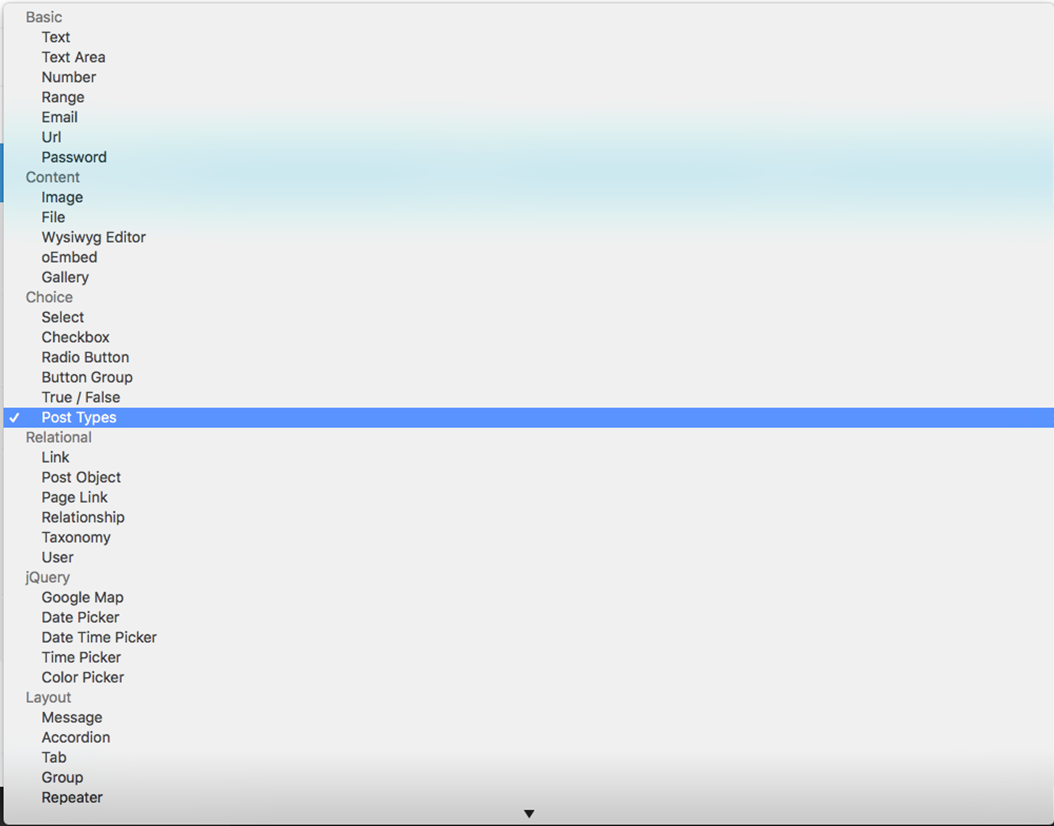 Basic
Text
Text Area
Number
Range
Email
Url
Password
Content
Image
File
Wysiwyg Editor
oEmbed
Gallery
Choice
Select
Checkbox
Radio Button
Button Group
True / False
✓ Post Types
Relational
Link
Post Object
Page Link
Relationship
Taxonomy
User
jQuery
Google Map
Date Picker
Date Time Picker
Time Picker
Color Picker
Layout
Message
Accordion
Tab
Group
Repeater